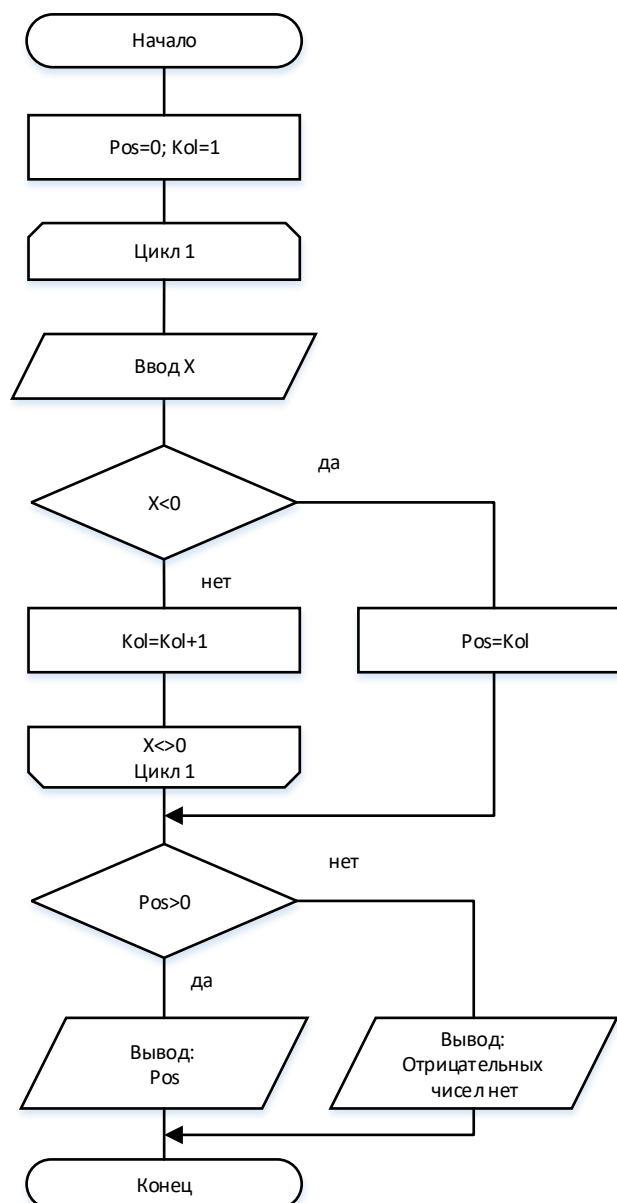 Начало
Pos=0; Kol=1
Цикл 1
Ввод X
да
X<0
нет
Kol=Kol+1
Pos=Kol
X<>0
Цикл 1
нет
Pos>0
да
Вывод:
Pos
Вывод:
Отрицательных
чисел нет
Конец